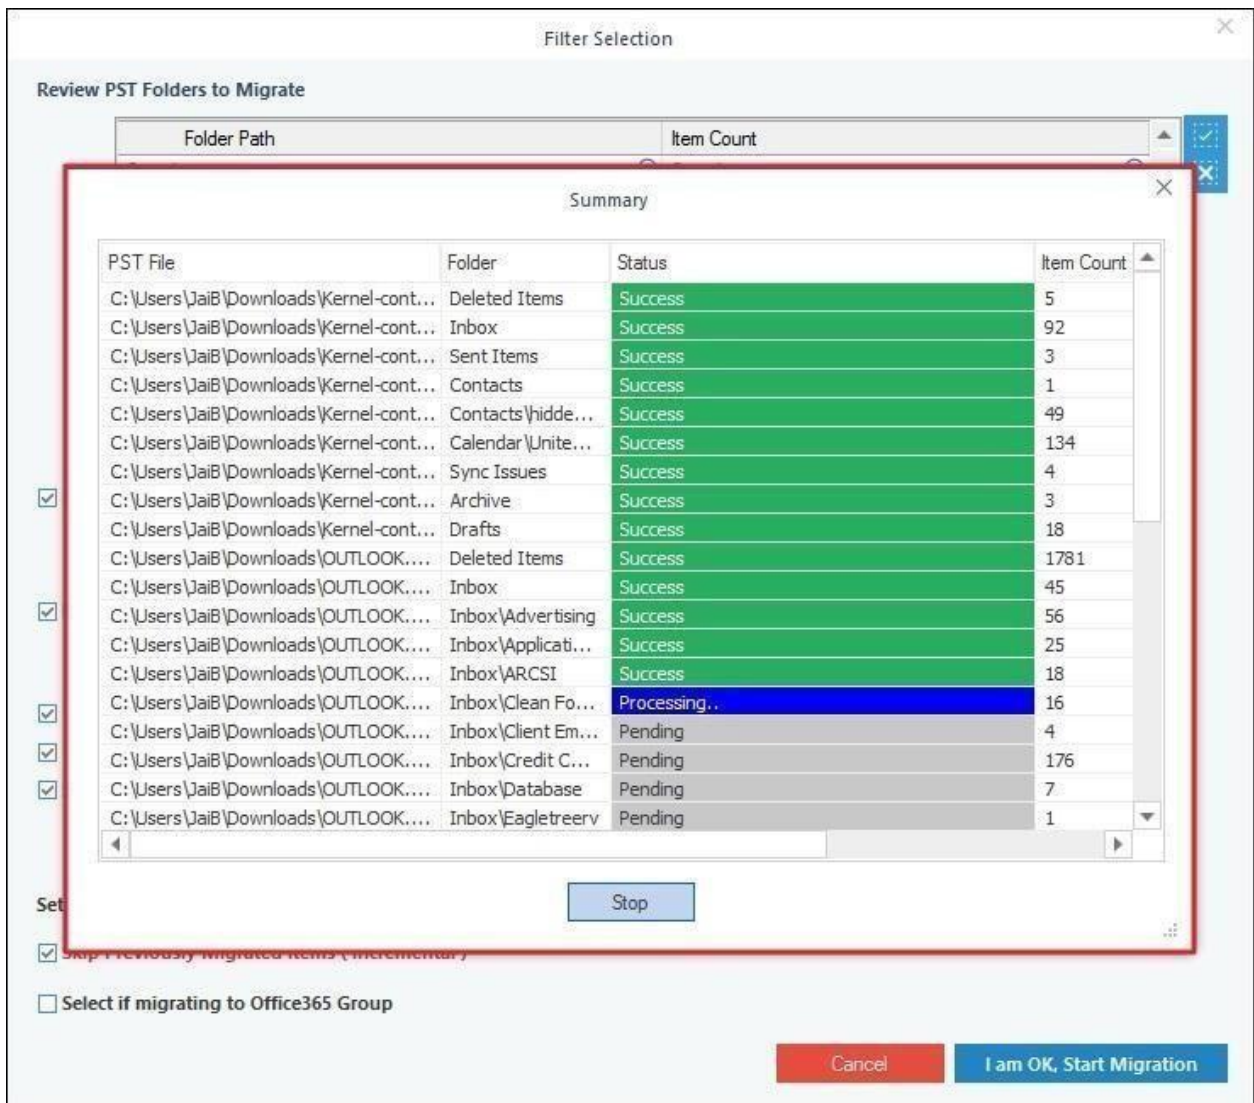 Filter Selection
Review PST Folders to Migrate
Folder Path Item Count
Summary
PST File Folder Status Item Count
C:\Users\JaiB\Downloads\Kernel-cont... Deleted Items Success 5
C:\Users\JaiB\Downloads\Kernel-cont... Inbox Success 92
C:\Users\JaiB\Downloads\Kernel-cont... Sent Items Success 3
C:\Users\JaiB\Downloads\Kernel-cont... Contacts Success 1
C:\Users\JaiB\Downloads\Kernel-cont... Contacts\hidde... Success 49
C:\Users\JaiB\Downloads\Kernel-cont... Calendar\Unite... Success 134
C:\Users\JaiB\Downloads\Kernel-cont... Sync Issues Success 4
C:\Users\JaiB\Downloads\Kernel-cont... Archive Success 3
C:\Users\JaiB\Downloads\Kernel-cont... Drafts Success 18
C:\Users\JaiB\Downloads\OUTLOOK.... Deleted Items Success 1781
C:\Users\JaiB\Downloads\OUTLOOK.... Inbox Success 45
C:\Users\JaiB\Downloads\OUTLOOK.... Inbox\Advertising Success 56
C:\Users\JaiB\Downloads\OUTLOOK.... Inbox\Applicati... Success 25
C:\Users\JaiB\Downloads\OUTLOOK.... Inbox\ARCSI Success 18
C:\Users\JaiB\Downloads\OUTLOOK.... Inbox\Clean Fo... Processing.. 16
C:\Users\JaiB\Downloads\OUTLOOK.... Inbox\Client Em... Pending 4
C:\Users\JaiB\Downloads\OUTLOOK.... Inbox\Credit C... Pending 176
C:\Users\JaiB\Downloads\OUTLOOK.... Inbox\Database Pending 7
C:\Users\JaiB\Downloads\OUTLOOK.... Inbox\Eagletreerv Pending 1
Stop
Set
Skip Previously Migrated Items ( Incremental )
Select if migrating to Office365 Group
Cancel I am OK, Start Migration